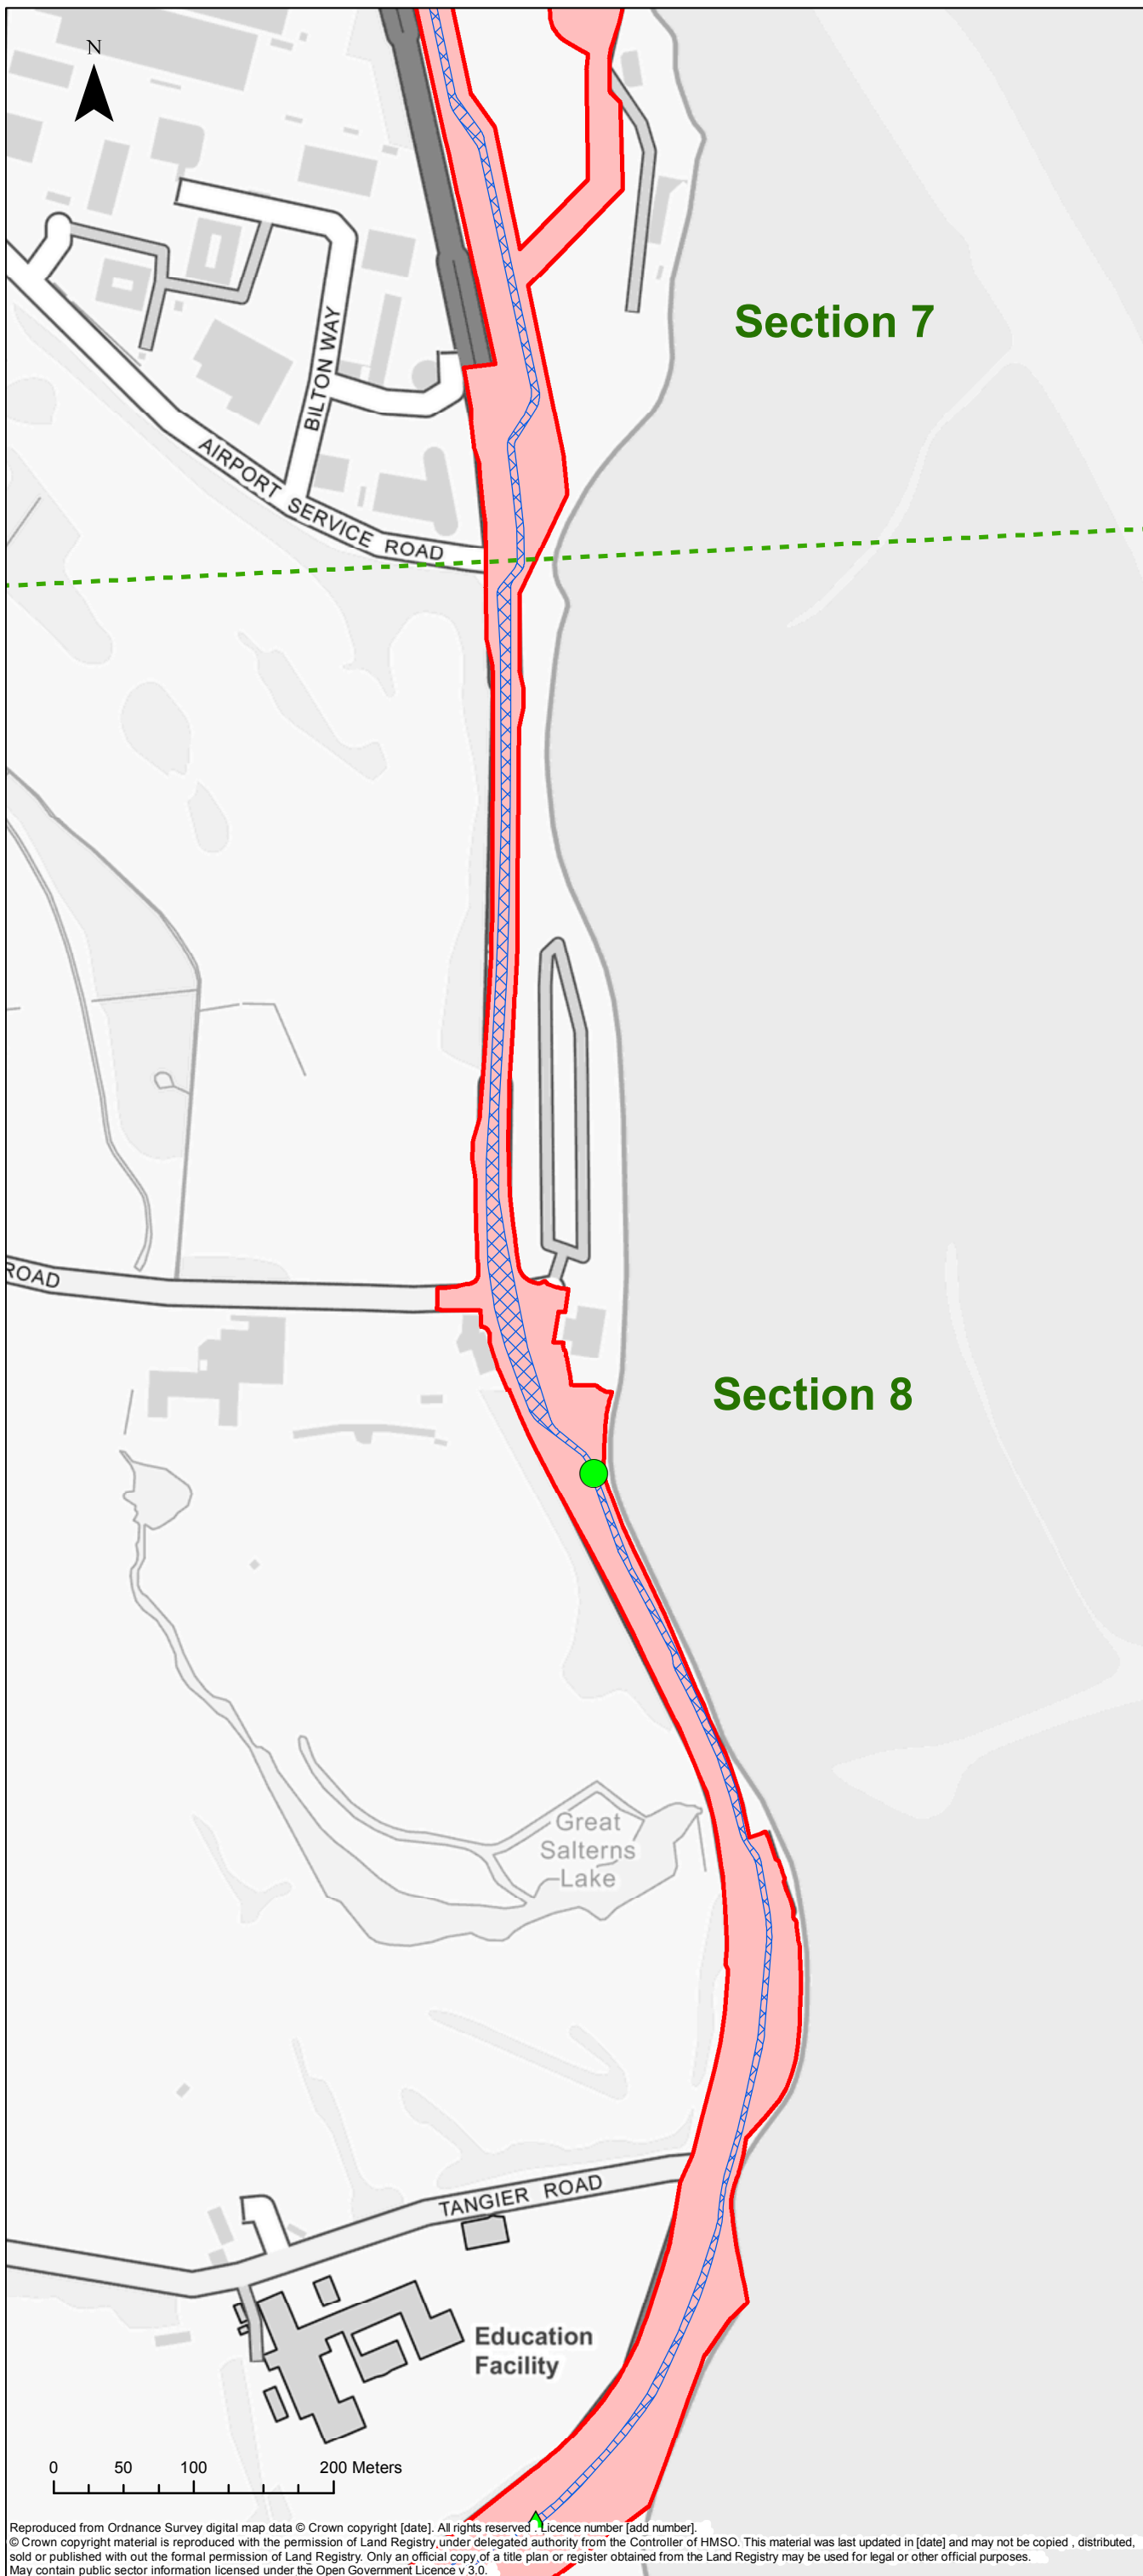 N
Section 7
BILTON WAY
AIRPORT SERVICE ROAD
ROAD
Section 8
Great
Salterns
Lake
TANGIER ROAD
Education
Facility
0 50 100 200 Meters
Reproduced from Ordnance Survey digital map data © Crown copyright [date]. All rights reserved . Licence number [add number].
© Crown copyright material is reproduced with the permission of Land Registry under delegated authority from the Controller of HMSO. This material was last updated in [date] and may not be copied , distributed,
sold or published with out the formal permission of Land Registry. Only an official copy of a title plan or register obtained from the Land Registry may be used for legal or other official purposes.
May contain public sector information licensed under the Open Government Licence v 3.0.